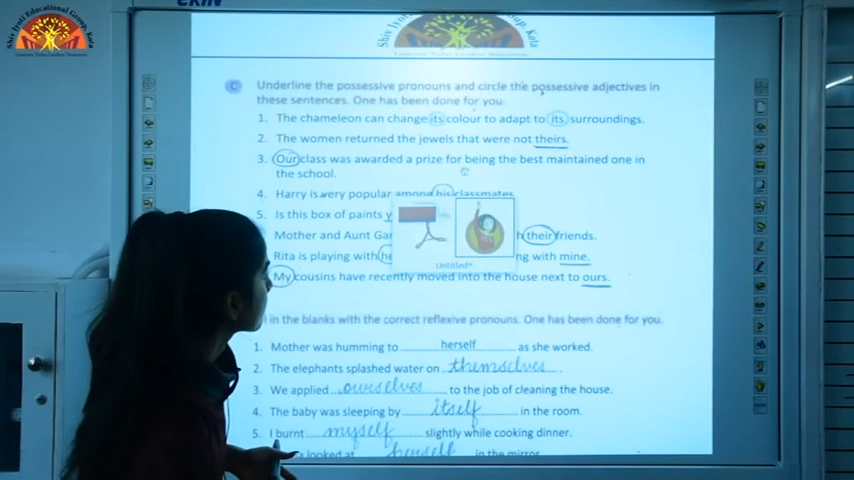 Shiv Jyoti Educational Group, Kota
C Underline the possessive pronouns and circle the possessive adjectives in
these sentences. One has been done for you.
1. The chameleon can change its colour to adapt to its surroundings.
2. The women returned the jewels that were not theirs.
3. Our class was awarded a prize for being the best maintained one in
the school.
4. Harry is very popular among his classmates
5. Is this box of paints
Mother and Aunt their friends.
Rita is playing with with mine.
My cousins have recently moved into the house next to ours.
Untitled*
in the blanks with the correct reflexive pronouns. One has been done for you.
1. Mother was humming to herself as she worked.
2. The elephants splashed water on themselves.
3. We applied ourselves to the job of cleaning the house.
4. The baby was sleeping by itself in the room.
5. I burnt myself slightly while cooking dinner.
looked at herself in the mirror